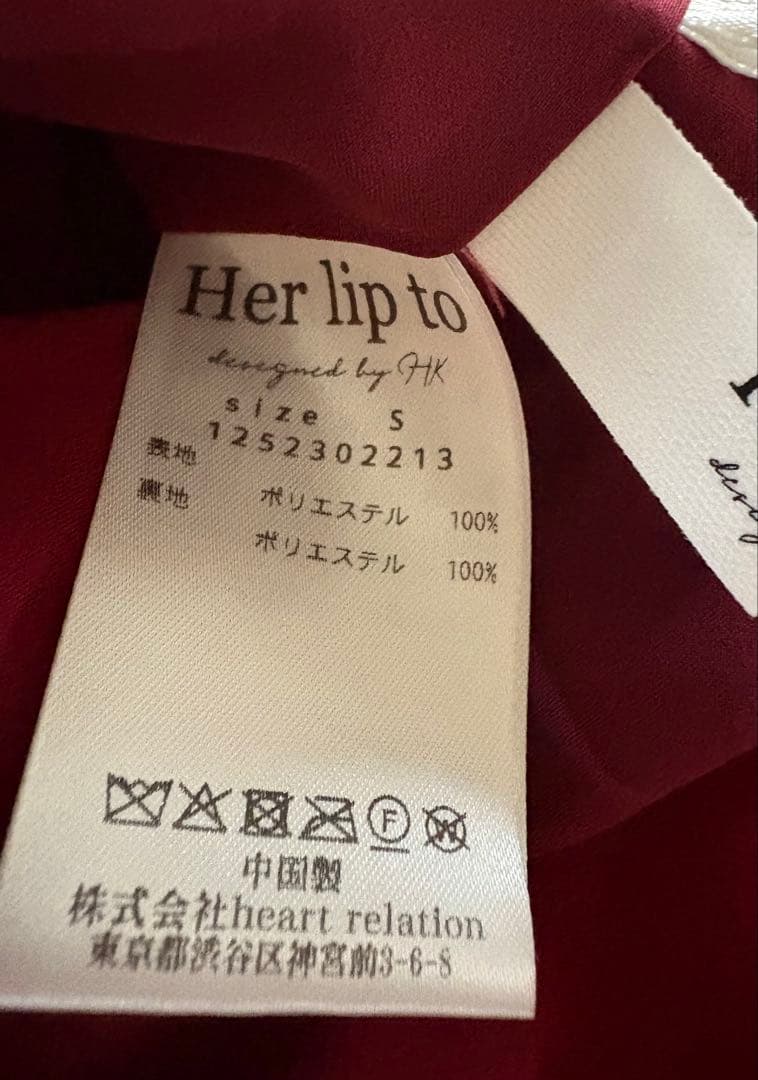 Her lip to
designed by HK
size S
1252302213
表地 ポリエステル 100%
裏地 ポリエステル 100%
F
W
中国製
株式会社heart relation
東京都渋谷区神宮前3-6-8